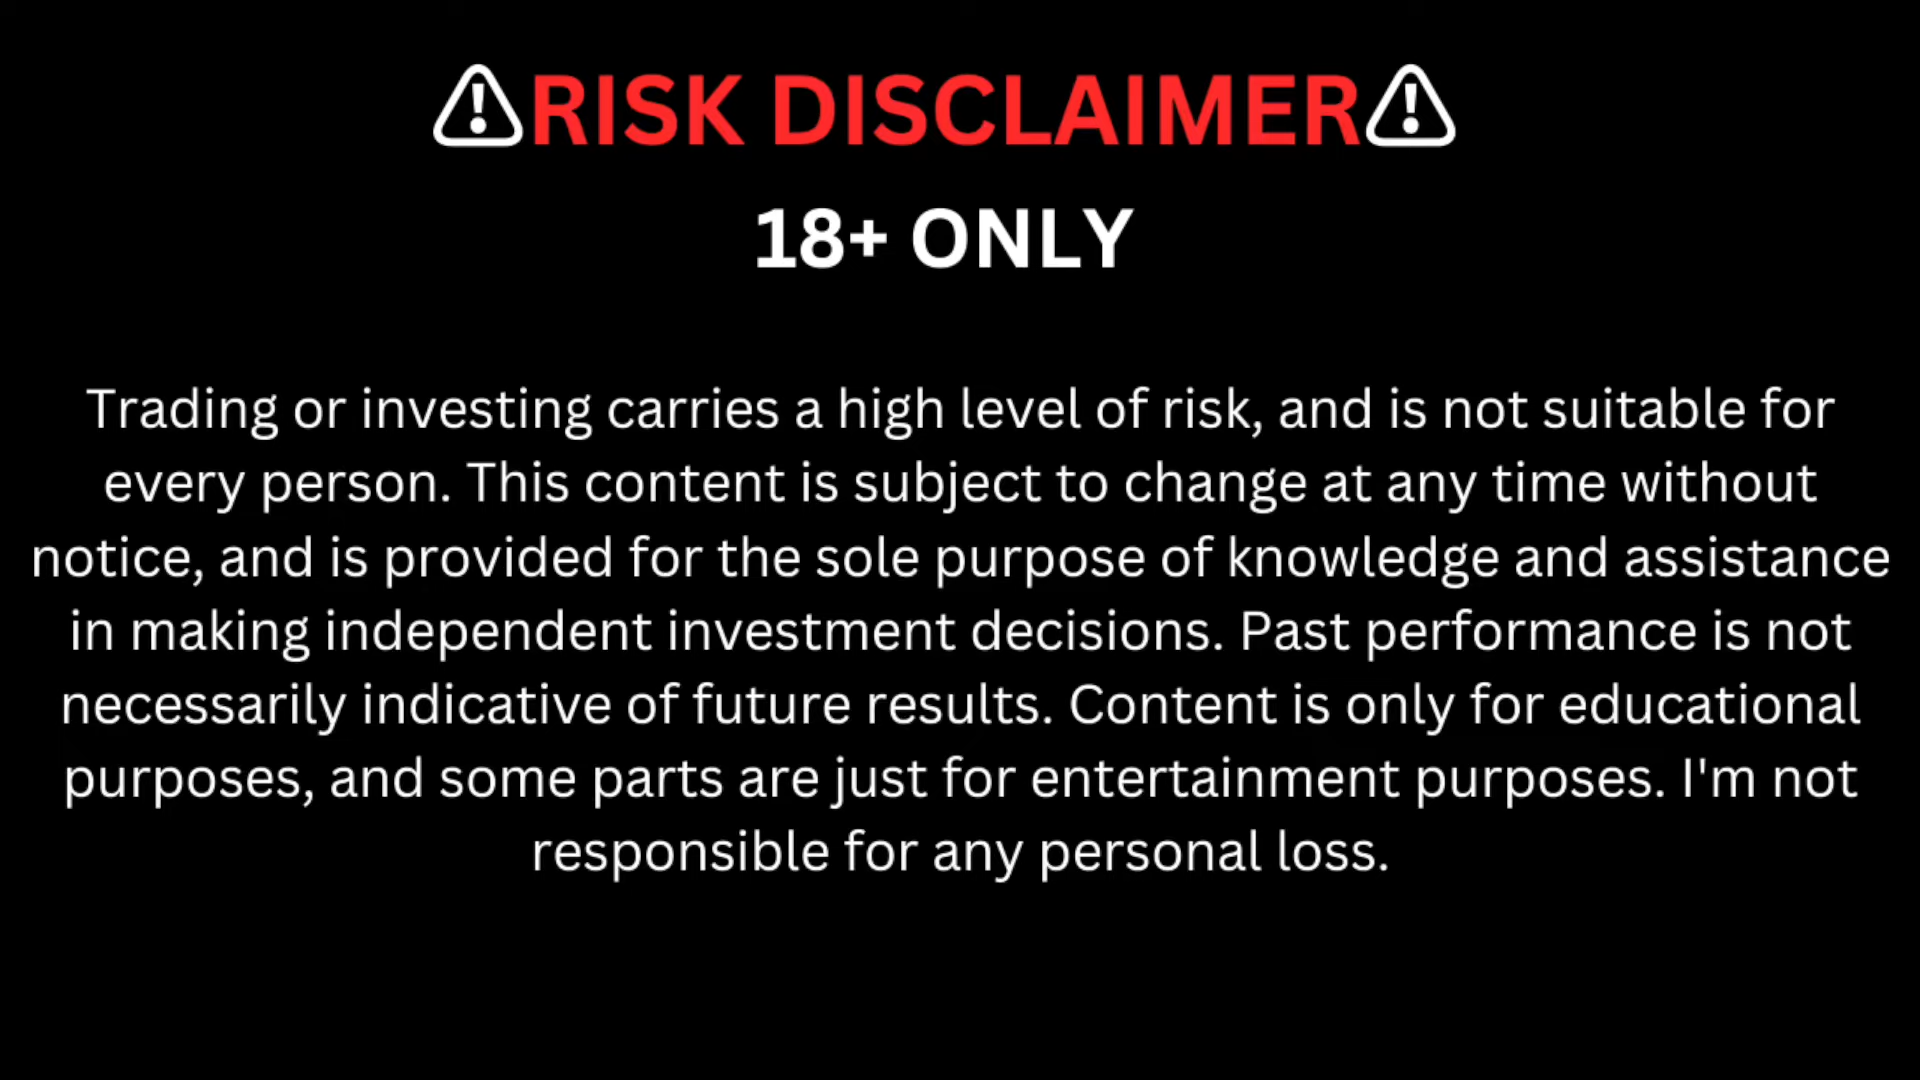 ⚠RISK DISCLAIMER⚠
18+ ONLY
Trading or investing carries a high level of risk, and is not suitable for
every person. This content is subject to change at any time without
notice, and is provided for the sole purpose of knowledge and assistance
in making independent investment decisions. Past performance is not
necessarily indicative of future results. Content is only for educational
purposes, and some parts are just for entertainment purposes. I'm not
responsible for any personal loss.